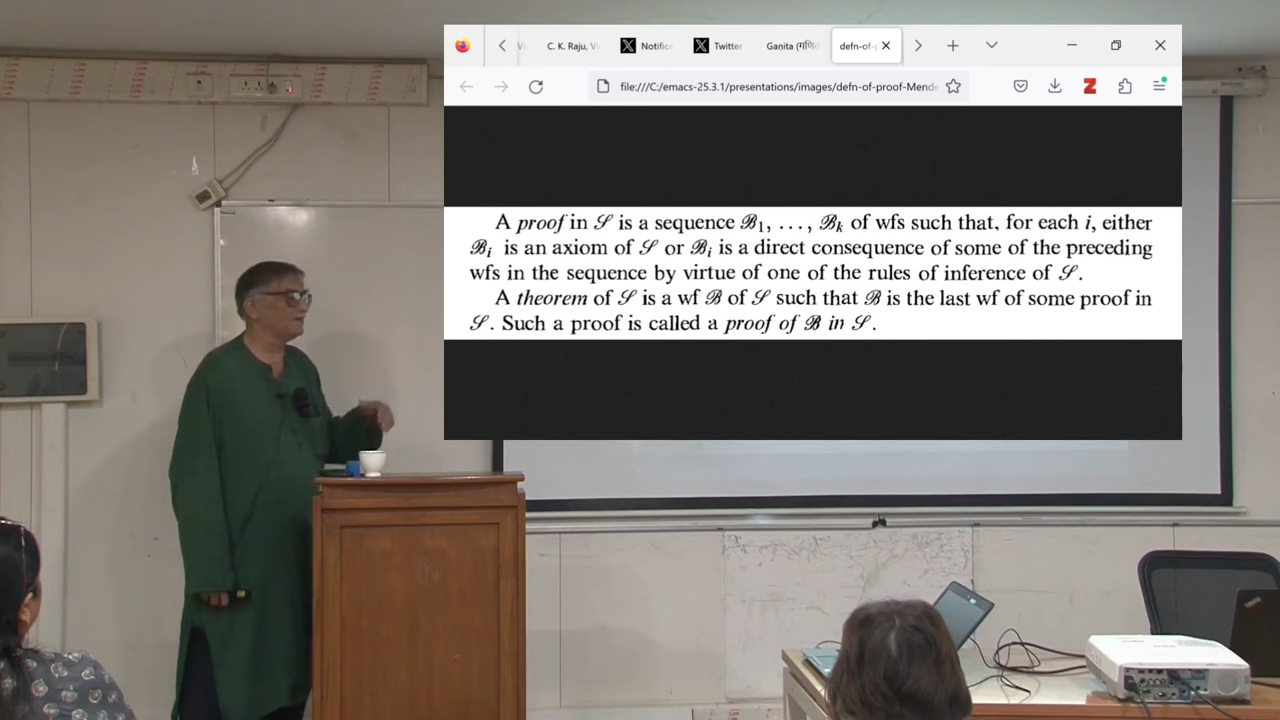 C. K. Raju, V
Notific
Twitter
Gaṇita (गणित
defn-of-
file:///C:/emacs-25.3.1/presentations/images/defn-of-proof-Mende
A proof in 𝒮 is a sequence ℬ₁, . . . , ℬₖ of wfs such that, for each i, either
ℬᵢ is an axiom of 𝒮 or ℬᵢ is a direct consequence of some of the preceding
wfs in the sequence by virtue of one of the rules of inference of 𝒮.
A theorem of 𝒮 is a wf ℬ of 𝒮 such that ℬ is the last wf of some proof in
𝒮. Such a proof is called a proof of ℬ in 𝒮.